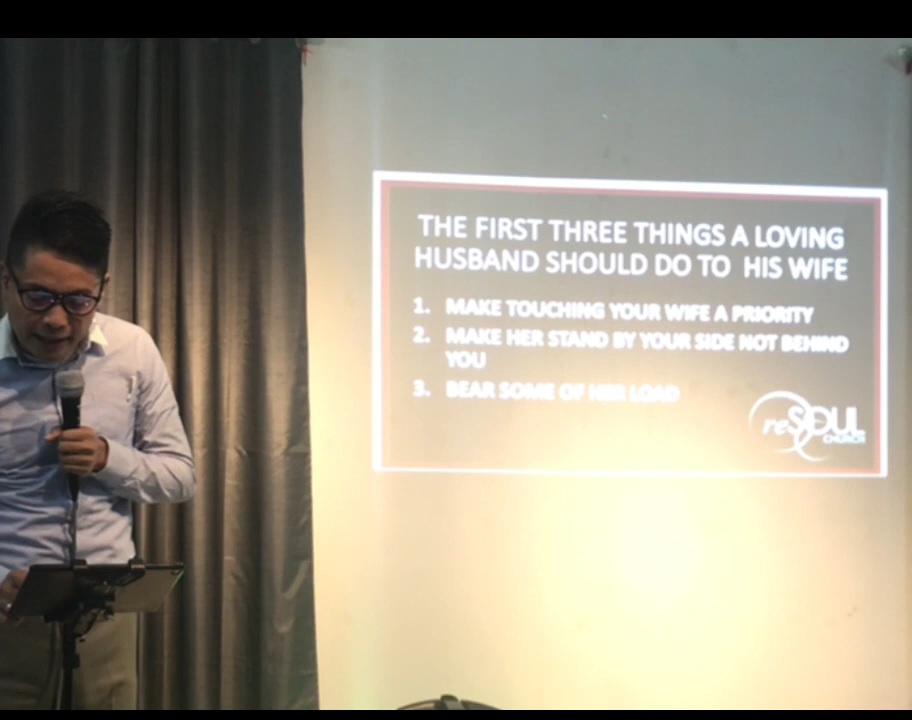 THE FIRST THREE THINGS A LOVING
HUSBAND SHOULD DO TO HIS WIFE
1. MAKE TOUCHING YOUR WIFE A PRIORITY
2. MAKE HER STAND BY YOUR SIDE NOT BEHIND
YOU
3. BEAR SOME OF HER LOAD
reSOUL
CHURCH